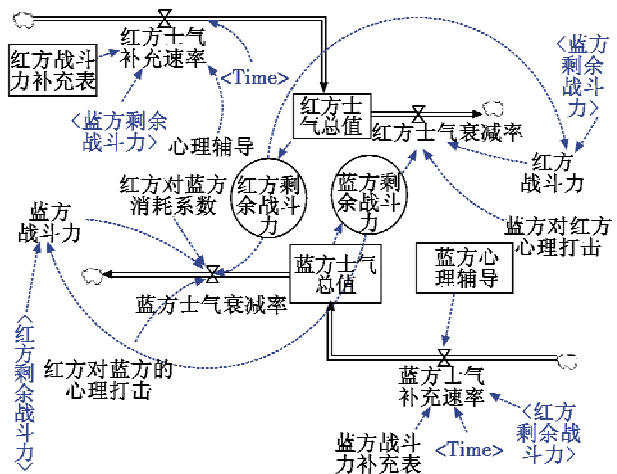 红方战斗
力补充表
红方士气
补充速率
<Time>
<蓝方剩余
战斗力>
心理辅导
红方士
气总值
红方士气衰减率
<蓝方
剩余
战斗
力>
红方
战斗力
蓝方对红方
心理打击
红方对蓝方
消耗系数
红方剩
余战斗
力
蓝方剩
余战斗
力
蓝方
战斗力
蓝方士气
总值
蓝方心
理辅导
蓝方士气衰减率
红方对蓝方的
心理打击
<红方剩余战斗力>
蓝方士气
补充速率
蓝方战斗
力补充表
<Time>
<红方
剩余战
斗力>